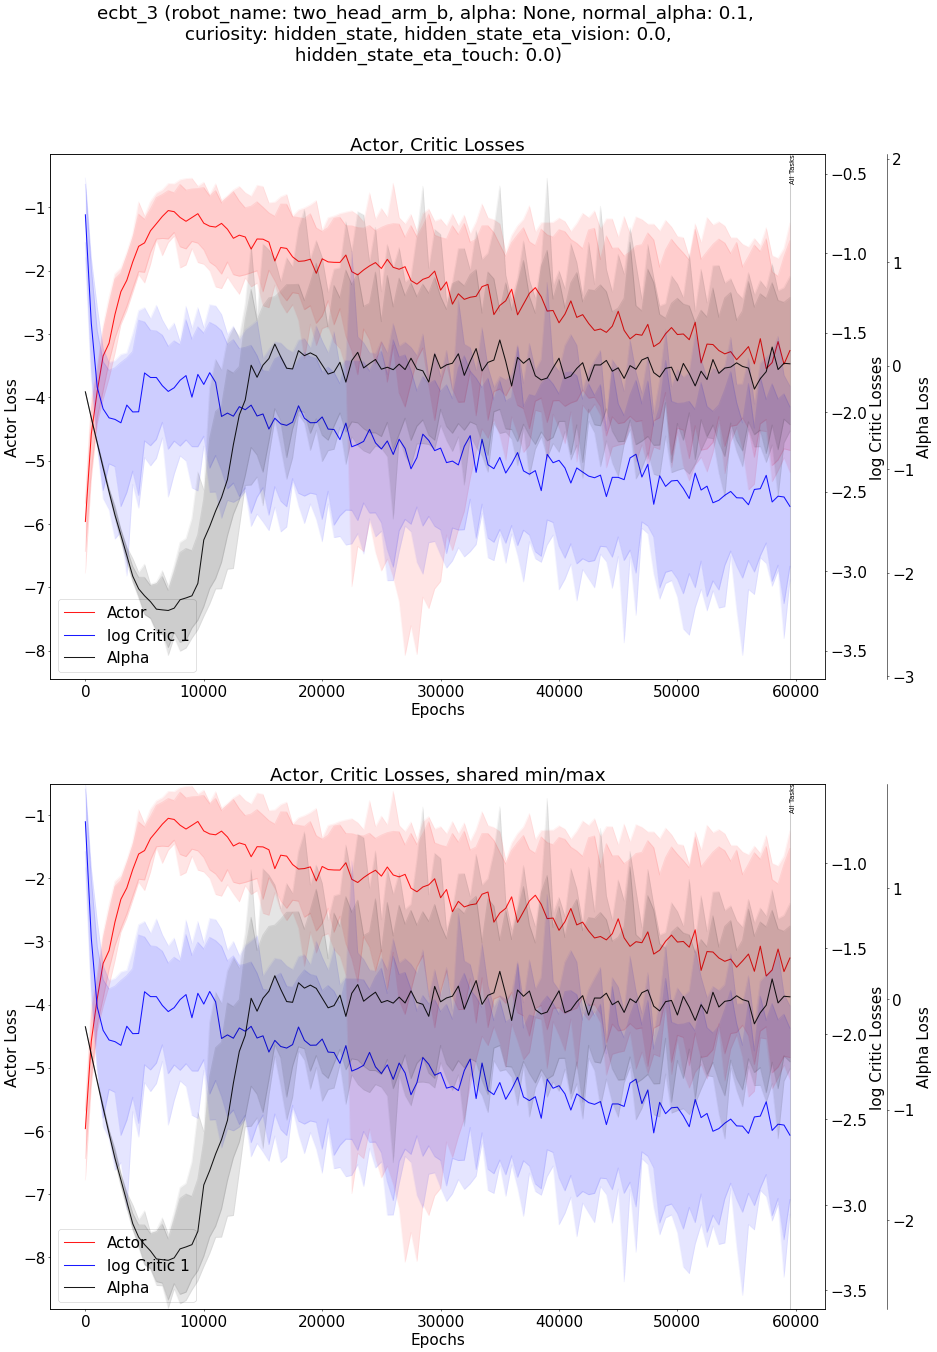 ecbt_3 (robot_name: two_head_arm_b, alpha: None, normal_alpha: 0.1,
curiosity: hidden_state, hidden_state_eta_vision: 0.0,
hidden_state_eta_touch: 0.0)
Actor, Critic Losses
All Tasks
−1
−2
−3
−4
−5
−6
−7
−8
Actor Loss
−0.5
−1.0
−1.5
−2.0
−2.5
−3.0
−3.5
log Critic Losses
2
1
0
−1
−2
−3
Alpha Loss
Actor
log Critic 1
Alpha
0
10000
20000
30000
40000
50000
60000
Epochs
Actor, Critic Losses, shared min/max
All Tasks
−1
−2
−3
−4
−5
−6
−7
−8
Actor Loss
−1.0
−1.5
−2.0
−2.5
−3.0
−3.5
log Critic Losses
1
0
−1
−2
Alpha Loss
Actor
log Critic 1
Alpha
0
10000
20000
30000
40000
50000
60000
Epochs